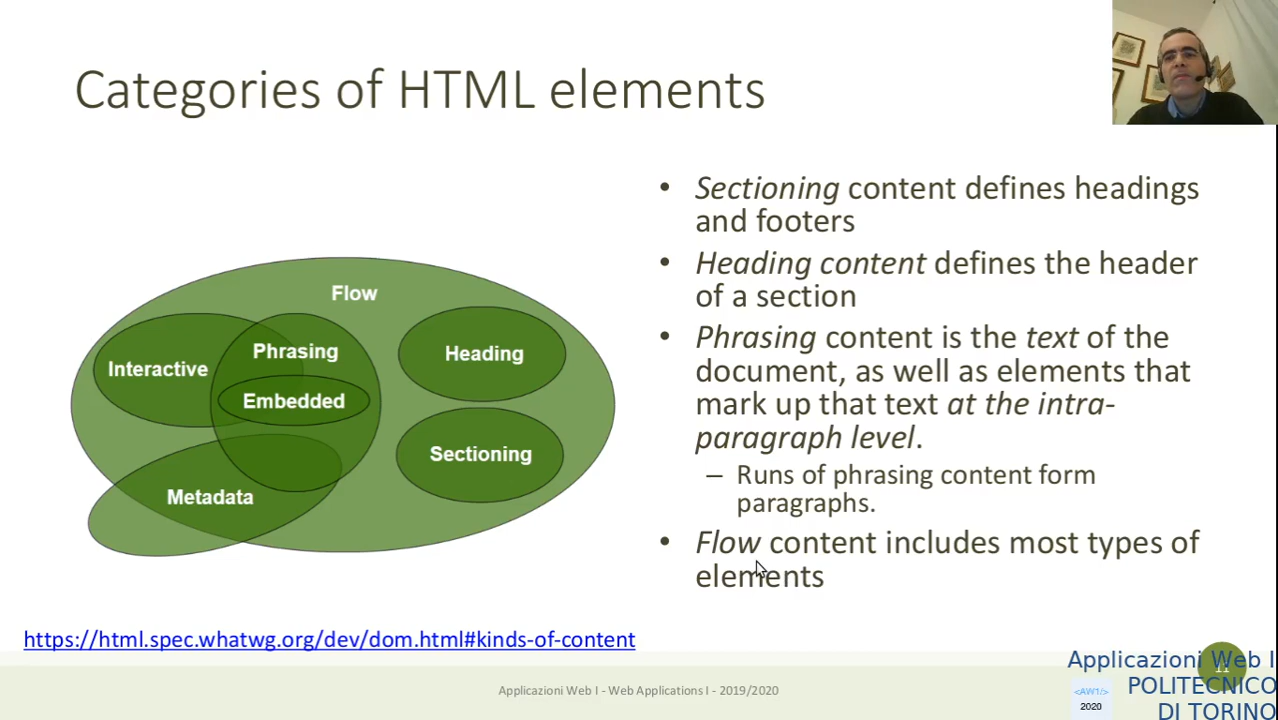 Categories of HTML elements
• Sectioning content defines headings
and footers
• Heading content defines the header
of a section
• Phrasing content is the text of the
document, as well as elements that
mark up that text at the intra-
paragraph level.
– Runs of phrasing content form
paragraphs.
• Flow content includes most types of
elements
Flow
Interactive
Phrasing
Embedded
Heading
Sectioning
Metadata
https://html.spec.whatwg.org/dev/dom.html#kinds-of-content
Applicazioni Web I - Web Applications I - 2019/2020
11
Applicazioni Web I
POLITECNICO
DI TORINO
<AW1/>
2020